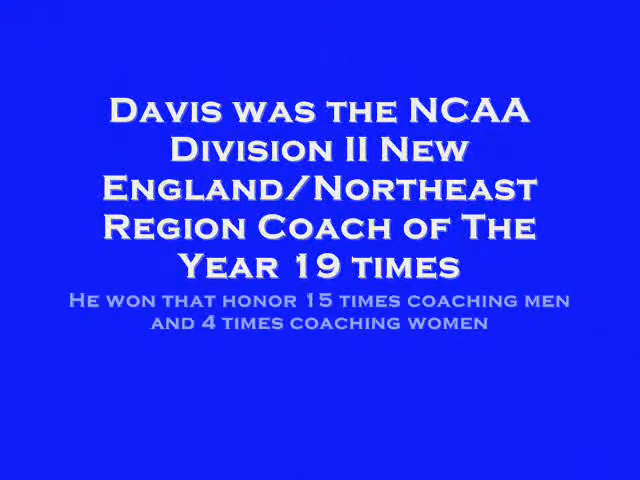 Davis was the NCAA
Division II New
England/Northeast
Region Coach of The
Year 19 times
He won that honor 15 times coaching men
and 4 times coaching women